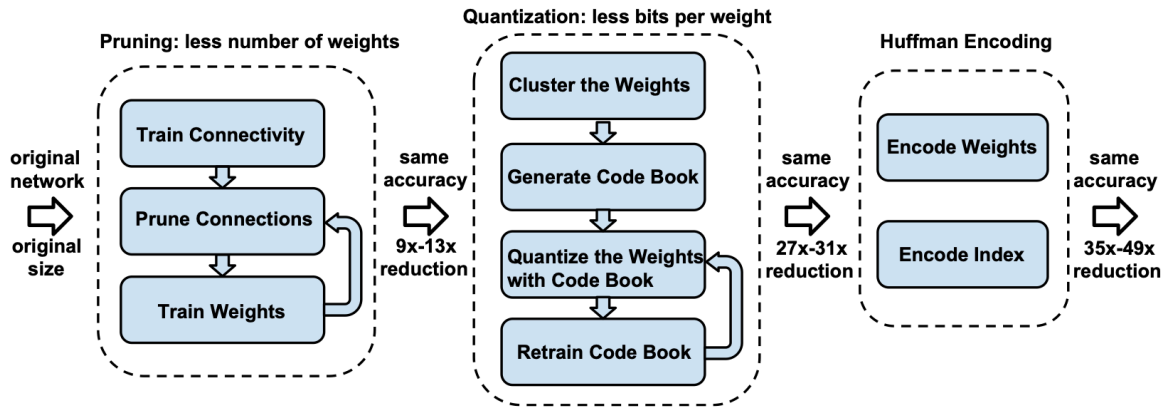 Pruning: less number of weights
original
network
original
size
Train Connectivity
Prune Connections
Train Weights
same
accuracy
9x-13x
reduction
Quantization: less bits per weight
Cluster the Weights
Generate Code Book
Quantize the Weights
with Code Book
Retrain Code Book
same
accuracy
27x-31x
reduction
Huffman Encoding
Encode Weights
Encode Index
same
accuracy
35x-49x
reduction